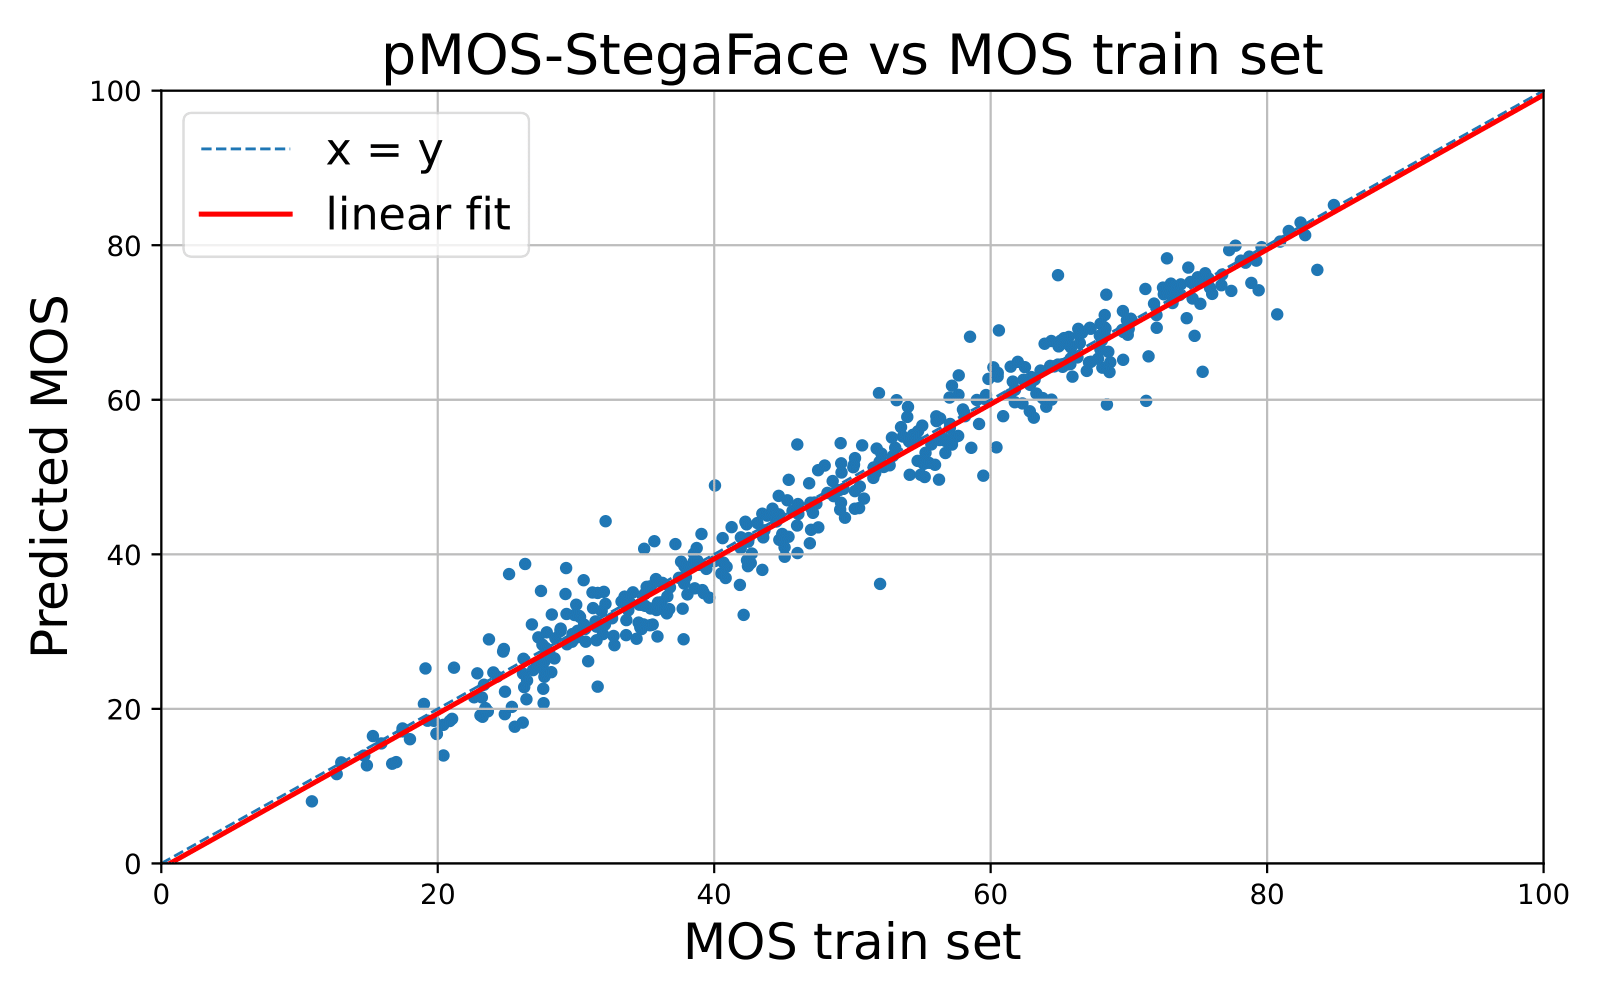 pMOS-StegaFace vs MOS train set
100
80
60
40
20
0
Predicted MOS
x = y
linear fit
0 20 40 60 80 100
MOS train set